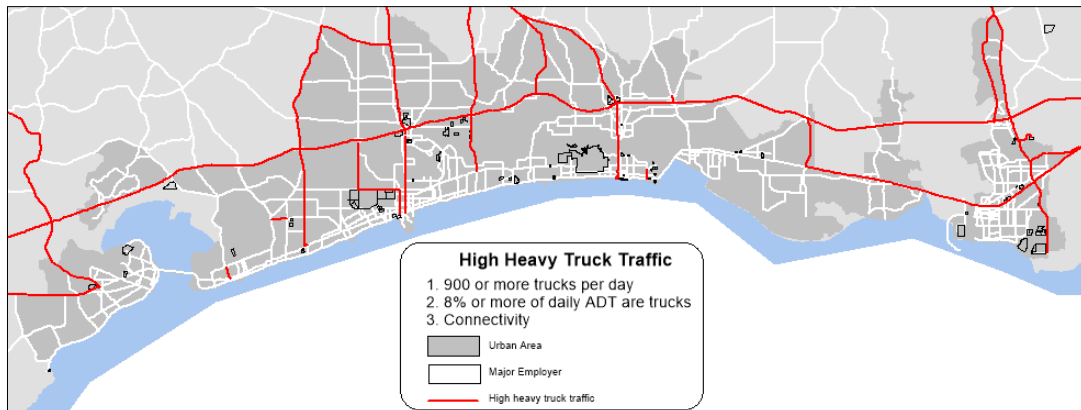 High Heavy Truck Traffic
1. 900 or more trucks per day
2. 8% or more of daily ADT are trucks
3. Connectivity
Urban Area
Major Employer
High heavy truck traffic